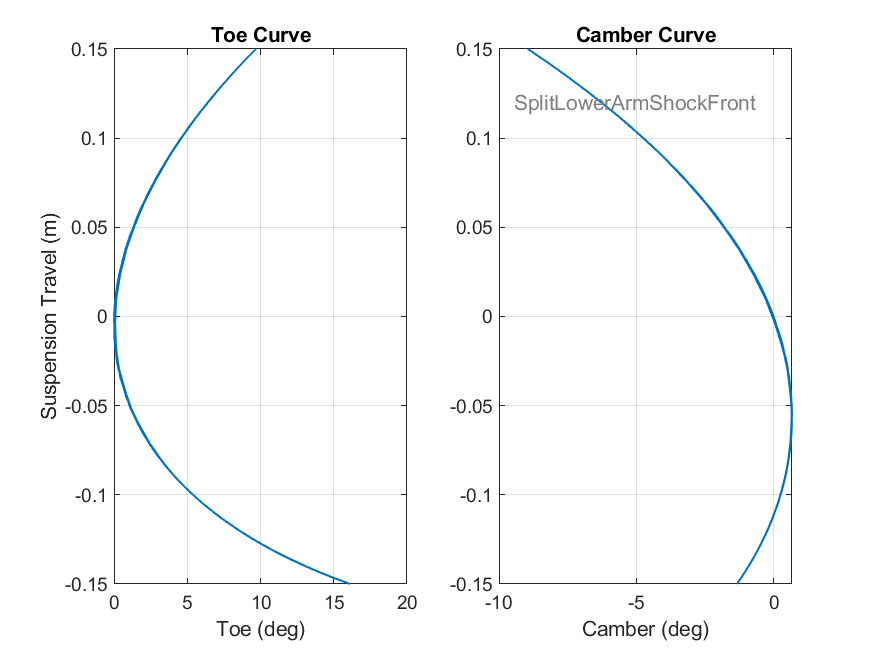 Toe Curve
0.15
0.1
0.05
0
-0.05
-0.1
-0.15
0 5 10 15 20
Suspension Travel (m)
Toe (deg)
Camber Curve
SplitLowerArmShockFront
0.15
0.1
0.05
0
-0.05
-0.1
-0.15
-10 -5 0
Camber (deg)